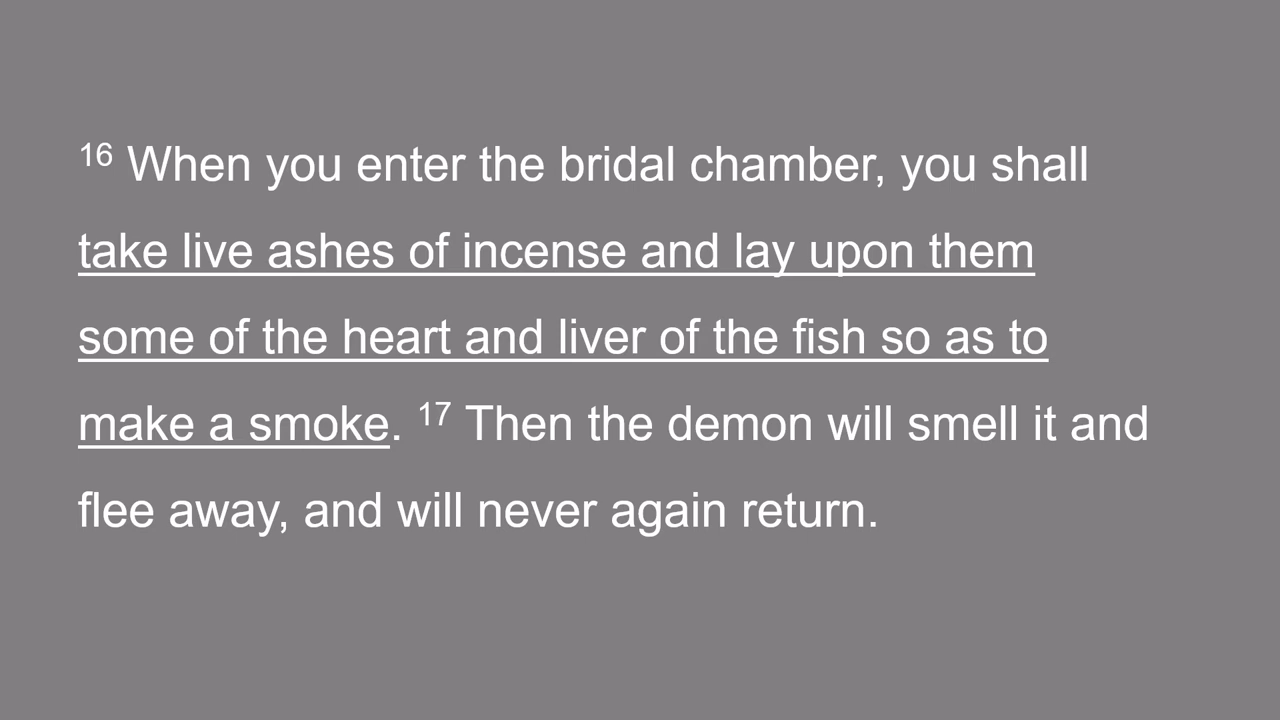 16 When you enter the bridal chamber, you shall
take live ashes of incense and lay upon them
some of the heart and liver of the fish so as to
make a smoke. 17 Then the demon will smell it and
flee away, and will never again return.